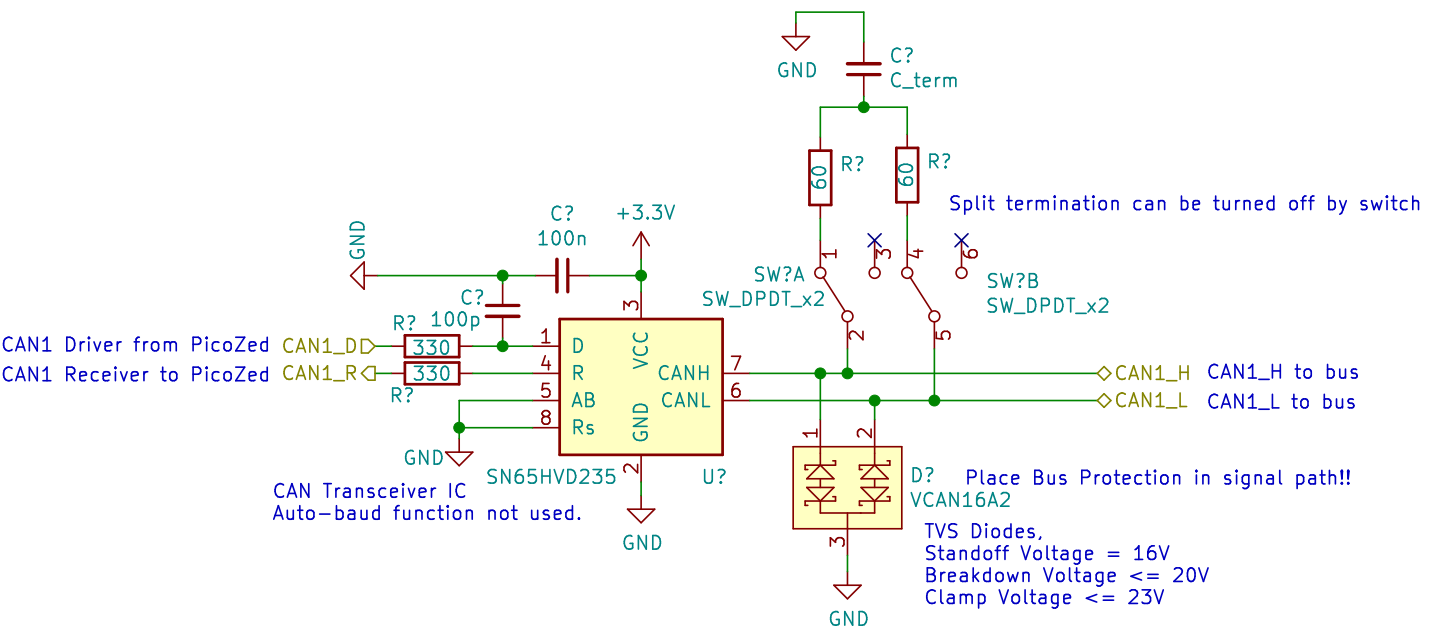 GND
C?
C_term
60
R?
60
R?
Split termination can be turned off by switch
GND
C?
100n
+3.3V
1
3
4
6
SW?A
SW_DPDT_x2
SW?B
SW_DPDT_x2
2
5
C?
100p
3
R?
CAN1 Driver from PicoZed
CAN1_D
330
1
D
VCC
CAN1 Receiver to PicoZed
CAN1_R
330
4
R
CANH
7
CAN1_H
CAN1_H to bus
R?
5
AB
CANL
6
CAN1_L
CAN1_L to bus
8
Rs
GND
1
2
GND
2
SN65HVD235
U?
CAN Transceiver IC
Auto-baud function not used.
GND
D?
VCAN16A2
Place Bus Protection in signal path!!
3
TVS Diodes,
Standoff Voltage = 16V
Breakdown Voltage <= 20V
Clamp Voltage <= 23V
GND